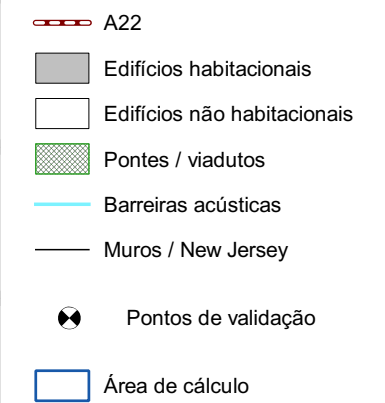 A22
Edifícios habitacionais
Edifícios não habitacionais
Pontes / viadutos
Barreiras acústicas
Muros / New Jersey
Pontos de validação
Área de cálculo